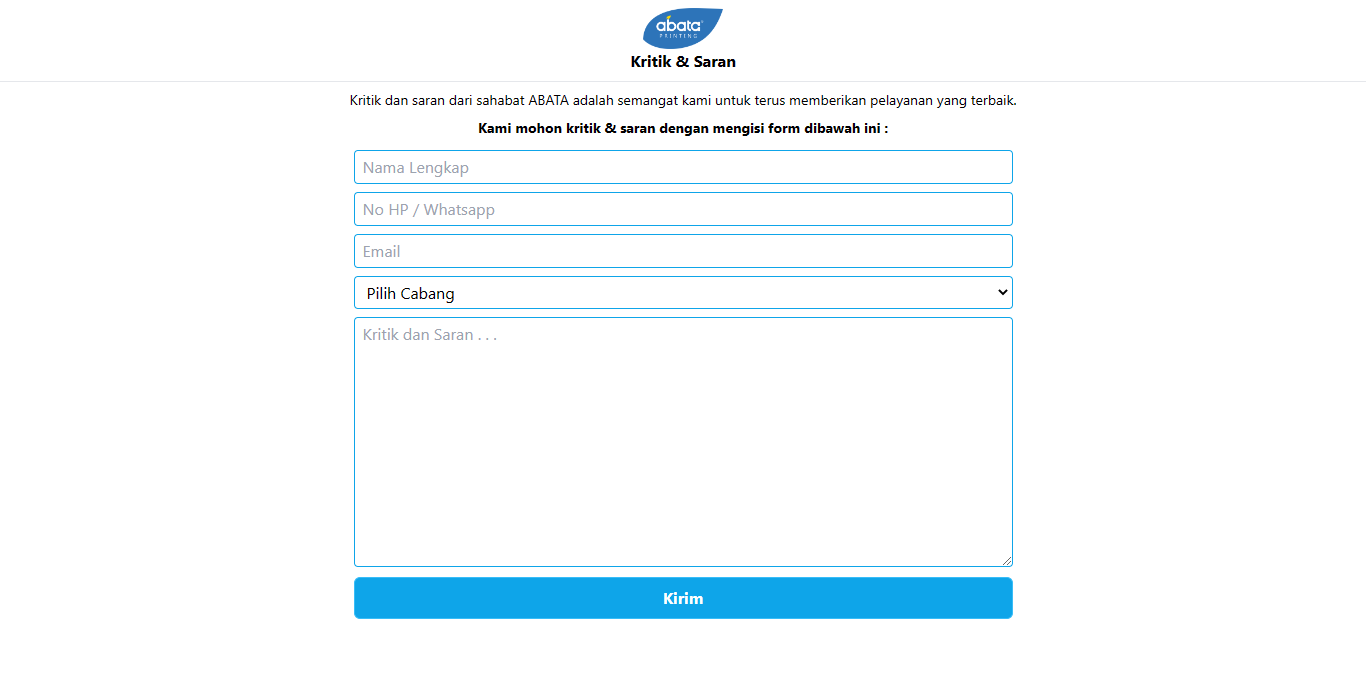 abata
PRINTING
Kritik & Saran
Kritik dan saran dari sahabat ABATA adalah semangat kami untuk terus memberikan pelayanan yang terbaik.
Kami mohon kritik & saran dengan mengisi form dibawah ini :
Nama Lengkap
No HP / Whatsapp
Email
Pilih Cabang
Kritik dan Saran . . .
Kirim